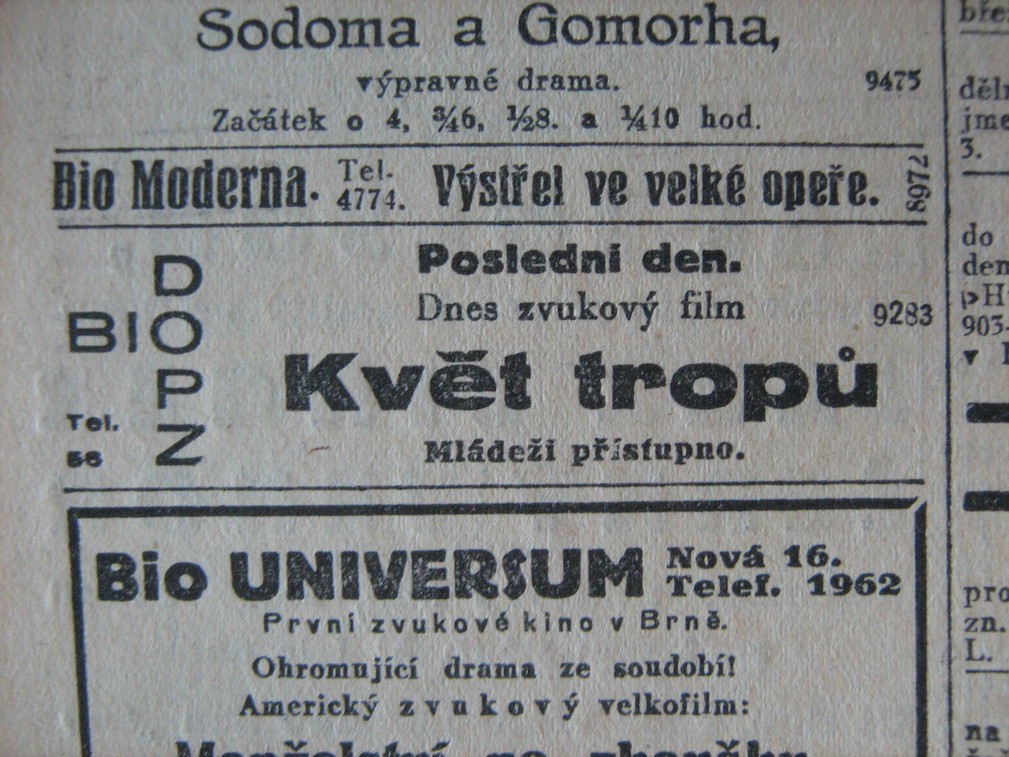 Sodoma a Gomorha,
výpravné drama. 9475
Začátek o 4, ¾6, ½8. a ¼10 hod.
Bio Moderna. Tel. 4774. Výstřel ve velké opeře. 8977
BIO DOPZ
Tel. 56
Poslední den.
Dnes zvukový film 9283
Květ tropů
Mládeži přístupno.
Bio UNIVERSUM Nová 16.
Telef. 1962
První zvukové kino v Brně.
Ohromující drama ze soudobí!
Americký zvukový velkofilm:
děln
jme
3.
do
den
903-
pro
zn.
L.
na